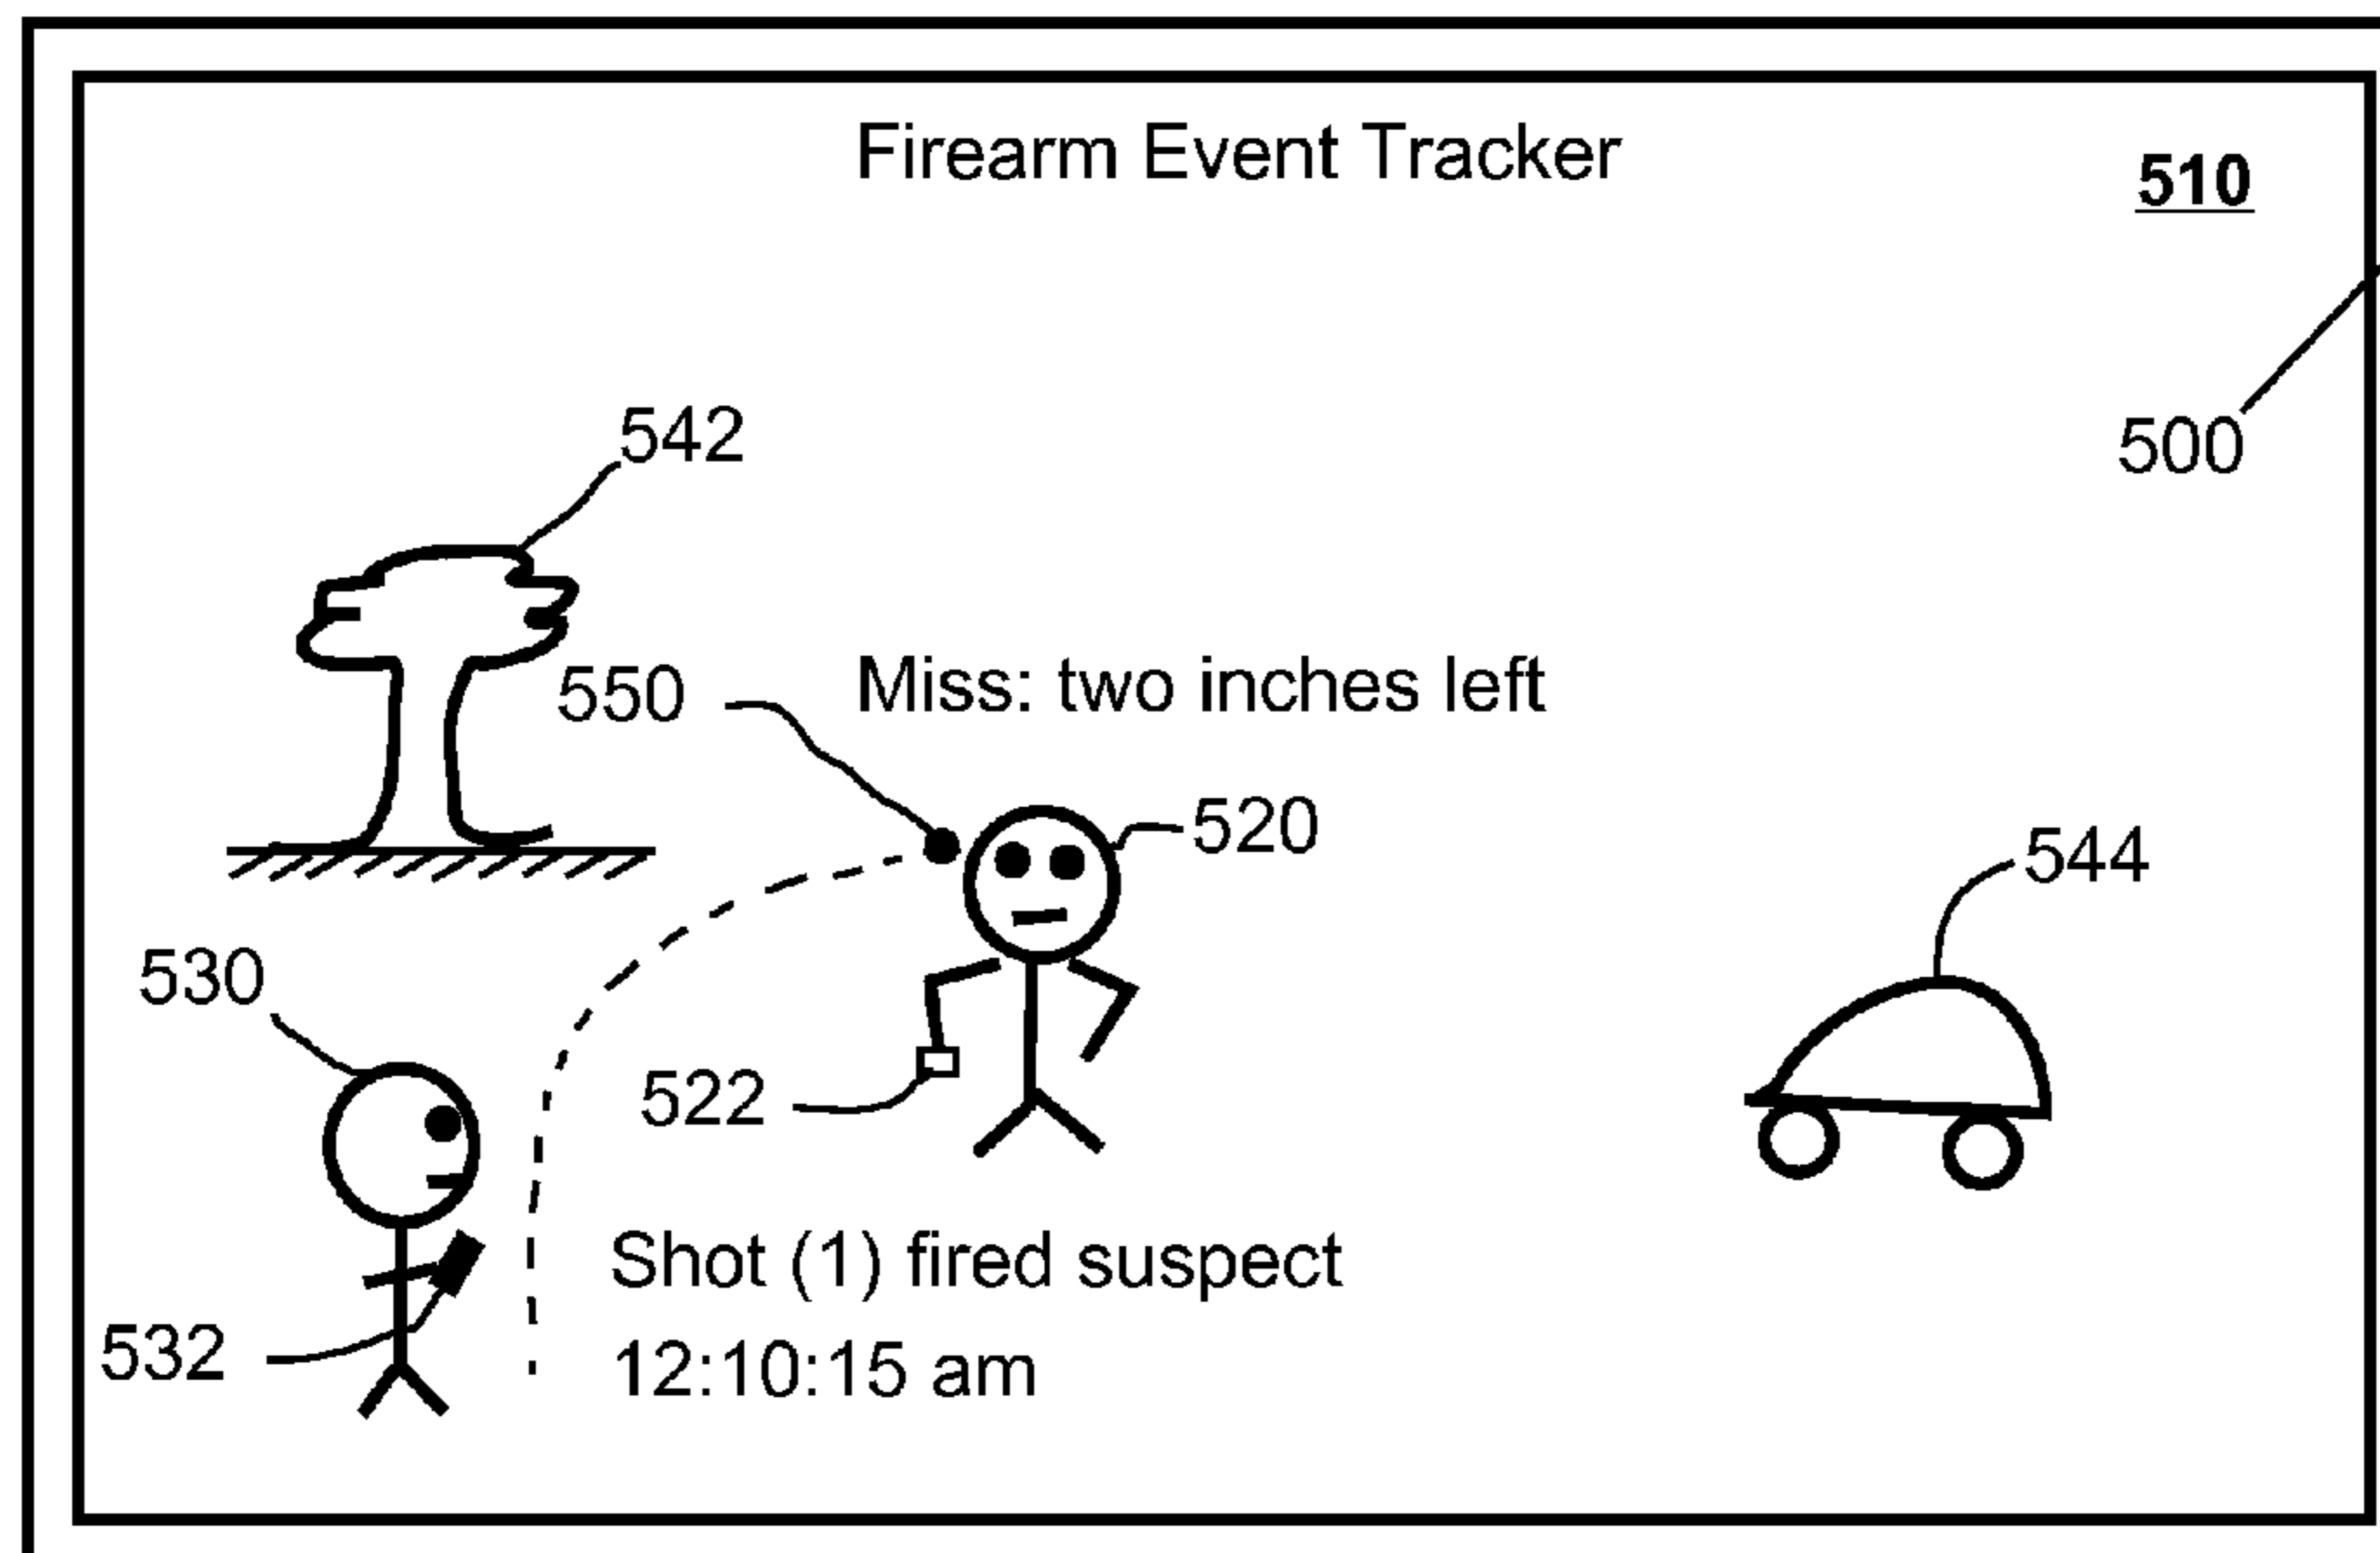 Firearm Event Tracker
510
500
542
550
Miss: two inches left
520
544
530
522
Shot (1) fired suspect
532
12:10:15 am